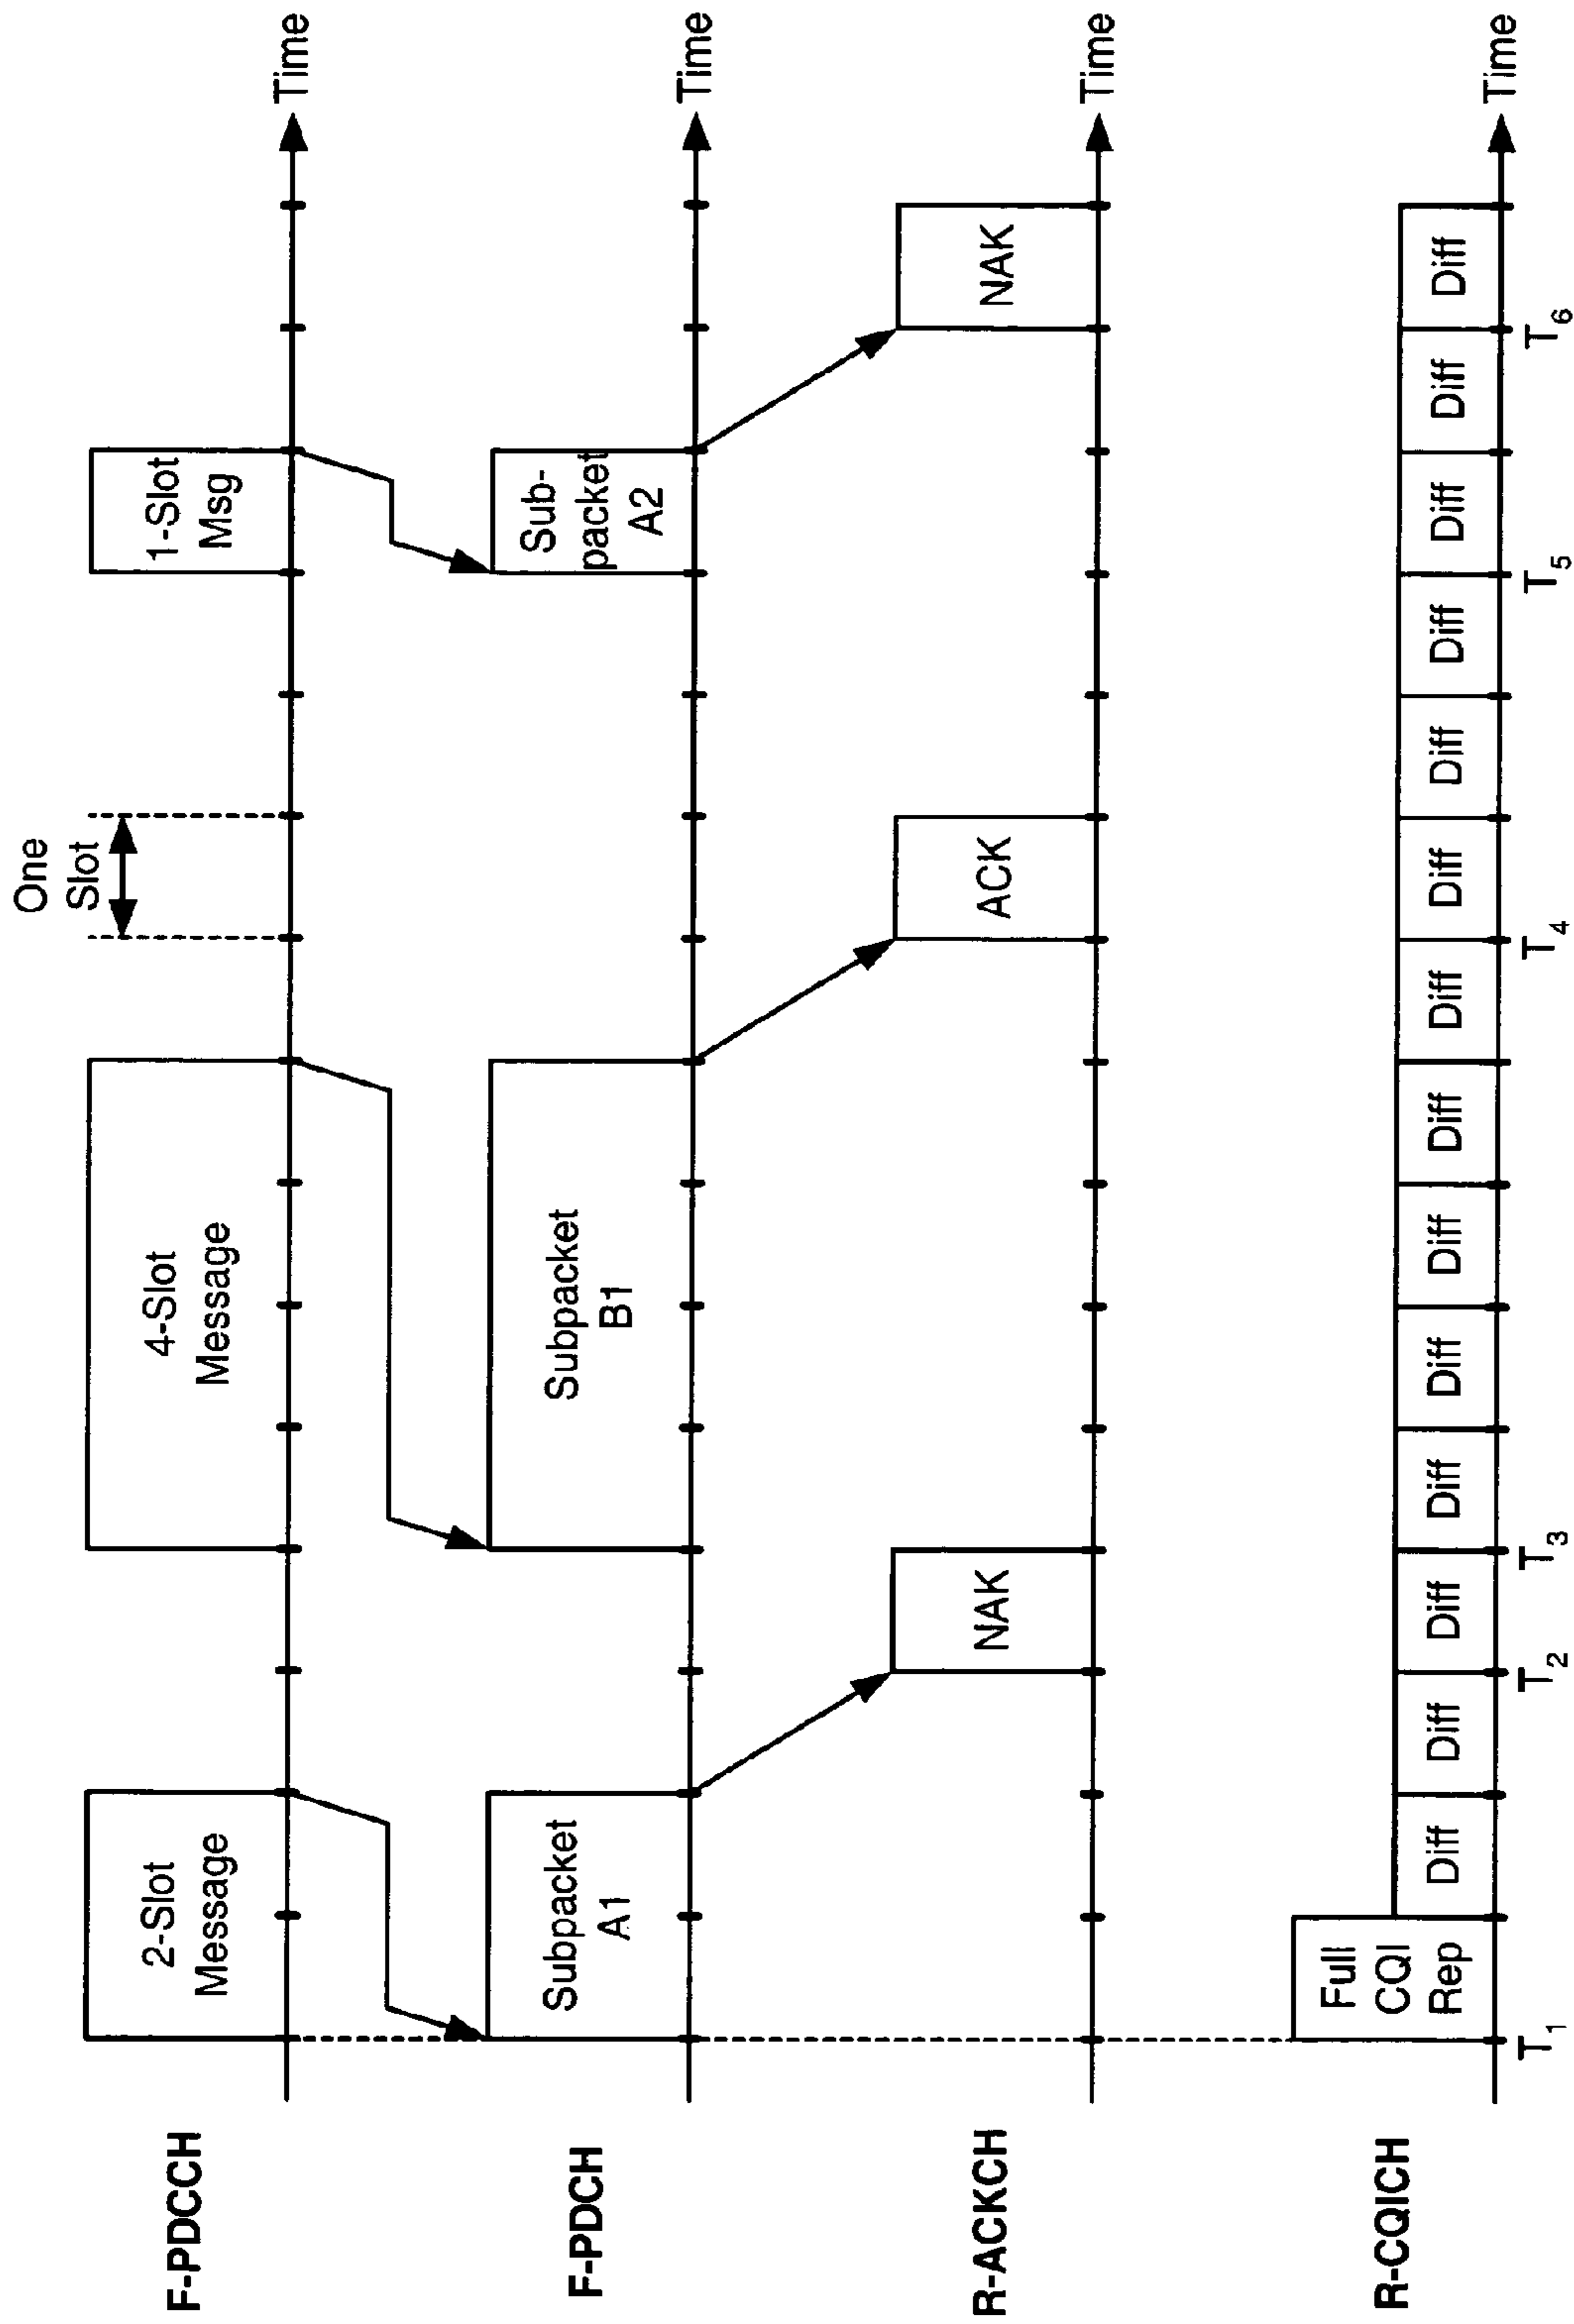 One
Slot
F-PDCCH
2-Slot
Message
4-Slot
Message
1-Slot
Msg
Time
F-PDCH
Subpacket
A1
Subpacket
B1
Sub-
packet
A2
Time
R-ACKCH
NAK
ACK
NAK
Time
R-CQICH
Full
CQI
Rep
Diff
Diff
Diff
Diff
Diff
Diff
Diff
Diff
Diff
Diff
Diff
Diff
Diff
Diff
Time
T1
T2
T3
T4
T5
T6